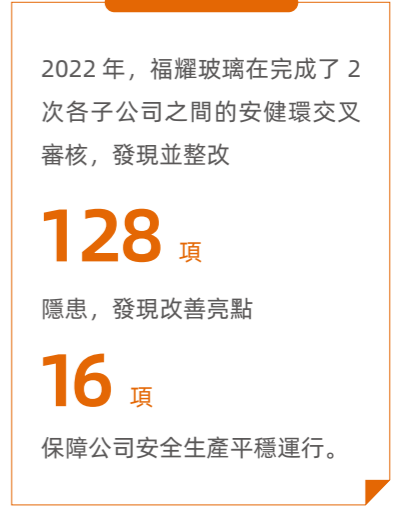 2022 年，福耀玻璃在完成了 2
次各子公司之間的安健環交叉
審核，發現並整改
128 項
隱患，發現改善亮點
16 項
保障公司安全生產平穩運行。